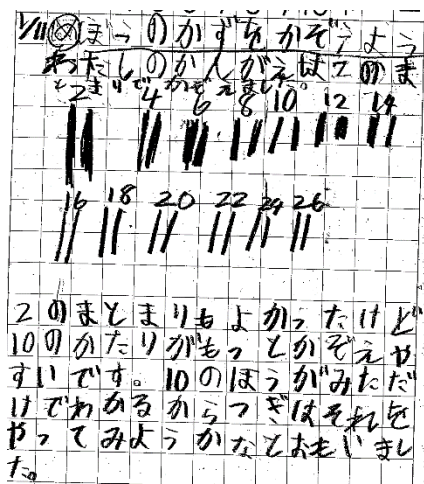 1/11 め ぼうのかずをかぞえよう
わたしのかんがえは2のま
とまりでかぞえました。
2 4 6 8 10 12 14
16 18 20 22 24 26
2のまとまりもよかったけど
10のかたまりがもっとかぞえや
すいです。10のほうがみただ
けでわかるからつぎはそれを
やってみようかなとおもいまし
た。